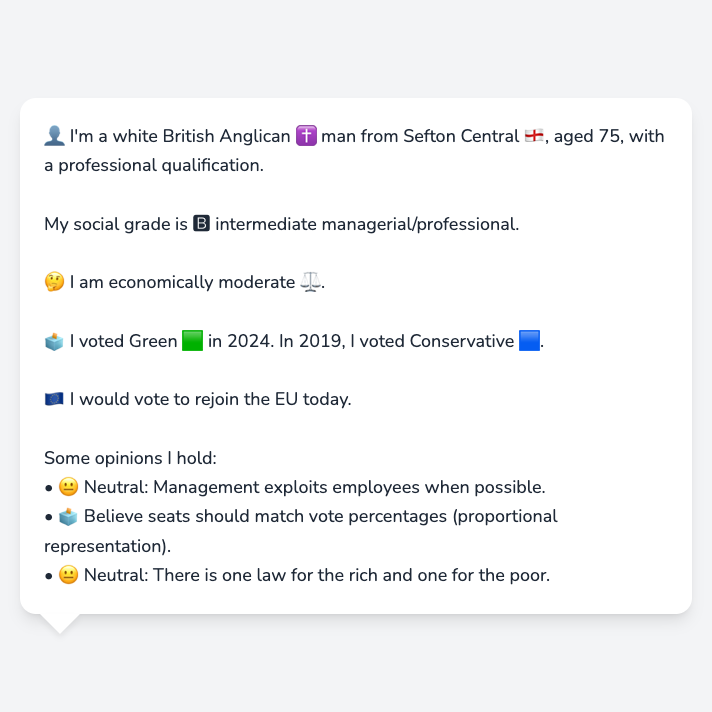 👤 I'm a white British Anglican ✝️ man from Sefton Central 🏴󠁧󠁢󠁥󠁮󠁧󠁿, aged 75, with
a professional qualification.
My social grade is 🅱 intermediate managerial/professional.
🤔 I am economically moderate ⚖️.
🗳️ I voted Green 🟩 in 2024. In 2019, I voted Conservative 🟦.
🇪🇺 I would vote to rejoin the EU today.
Some opinions I hold:
• 😐 Neutral: Management exploits employees when possible.
• 🗳️ Believe seats should match vote percentages (proportional
representation).
• 😐 Neutral: There is one law for the rich and one for the poor.